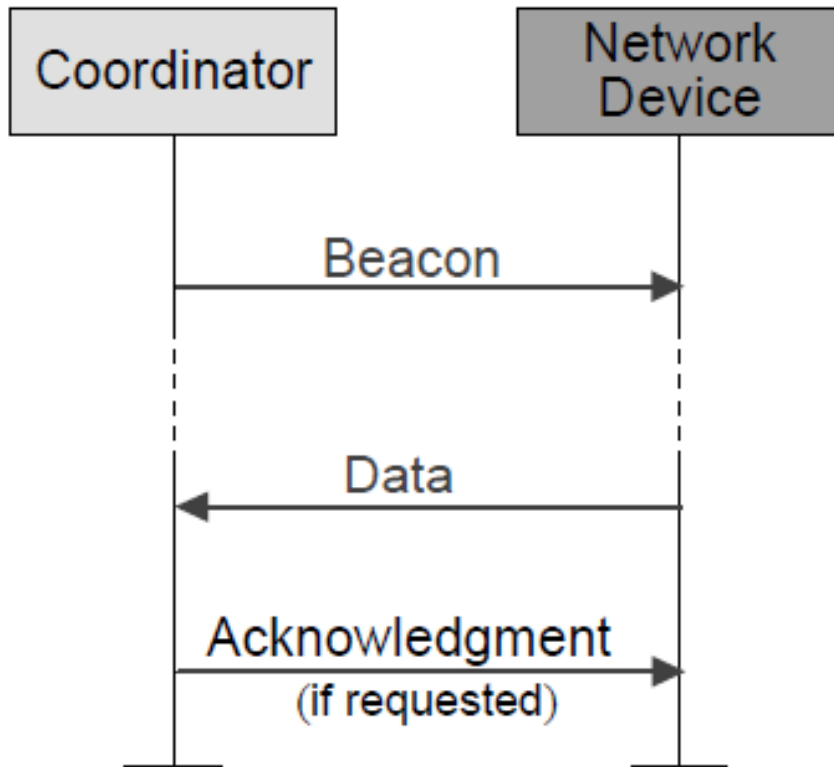 Coordinator
Network
Device
Beacon
Data
Acknowledgment
(if requested)